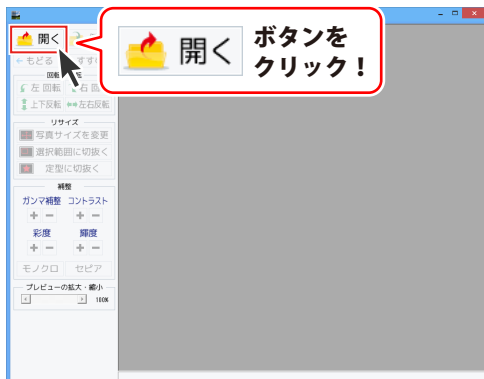 開く
開く
ボタンを
クリック！
もどる
すすむ
左回転
上下反転
左右反転
リサイズ
写真サイズを変更
選択範囲に切抜く
定型に切抜く
補整
ガンマ補整 コントラスト
彩度 輝度
モノクロ セピア
プレビューの拡大・縮小
100%